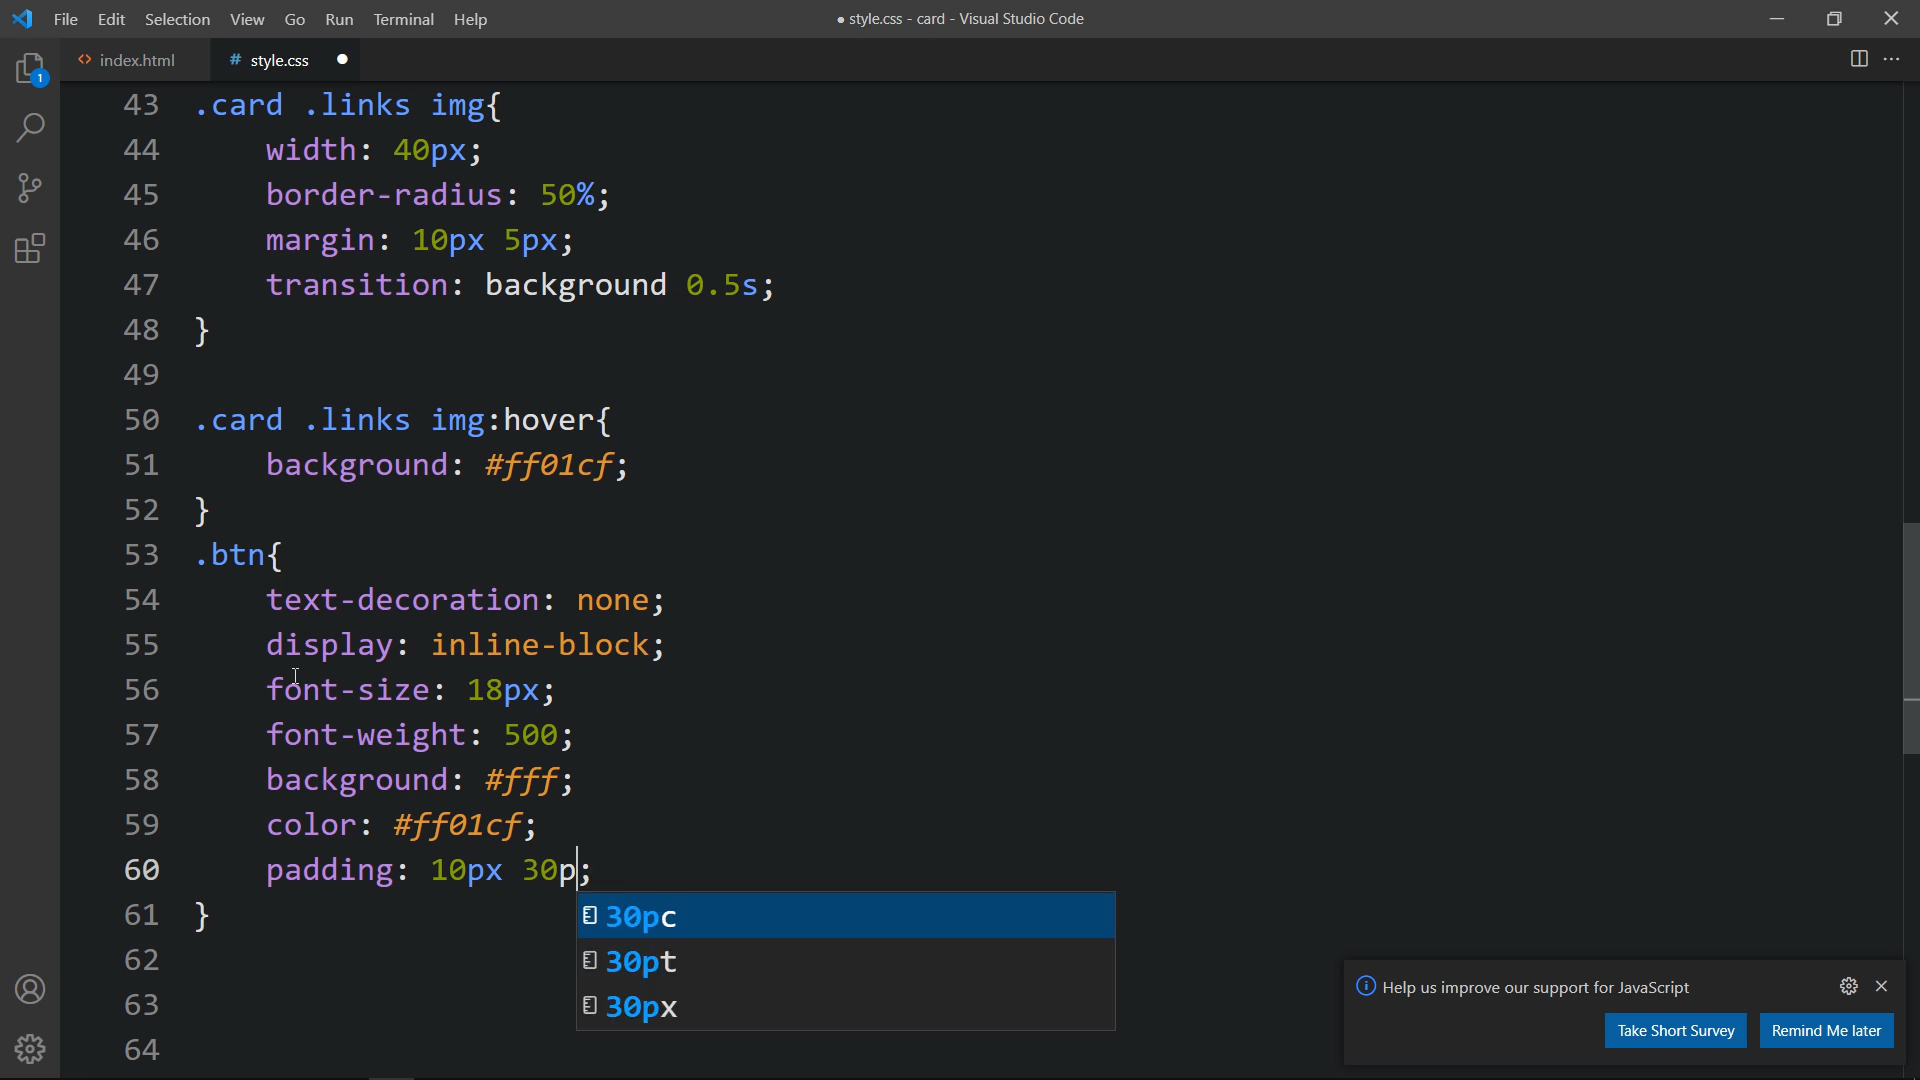 File Edit Selection View Go Run Terminal Help
● style.css - card - Visual Studio Code
1
<> index.html
# style.css ●
43 .card .links img{
44 width: 40px;
45 border-radius: 50%;
46 margin: 10px 5px;
47 transition: background 0.5s;
48 }
49
50 .card .links img:hover{
51 background: #ff01cf;
52 }
53 .btn{
54 text-decoration: none;
55 display: inline-block;
56 font-size: 18px;
57 font-weight: 500;
58 background: #fff;
59 color: #ff01cf;
60 padding: 10px 30p;
61 }
30pc
62
30pt
63
30px
64
Help us improve our support for JavaScript
Take Short Survey
Remind Me later